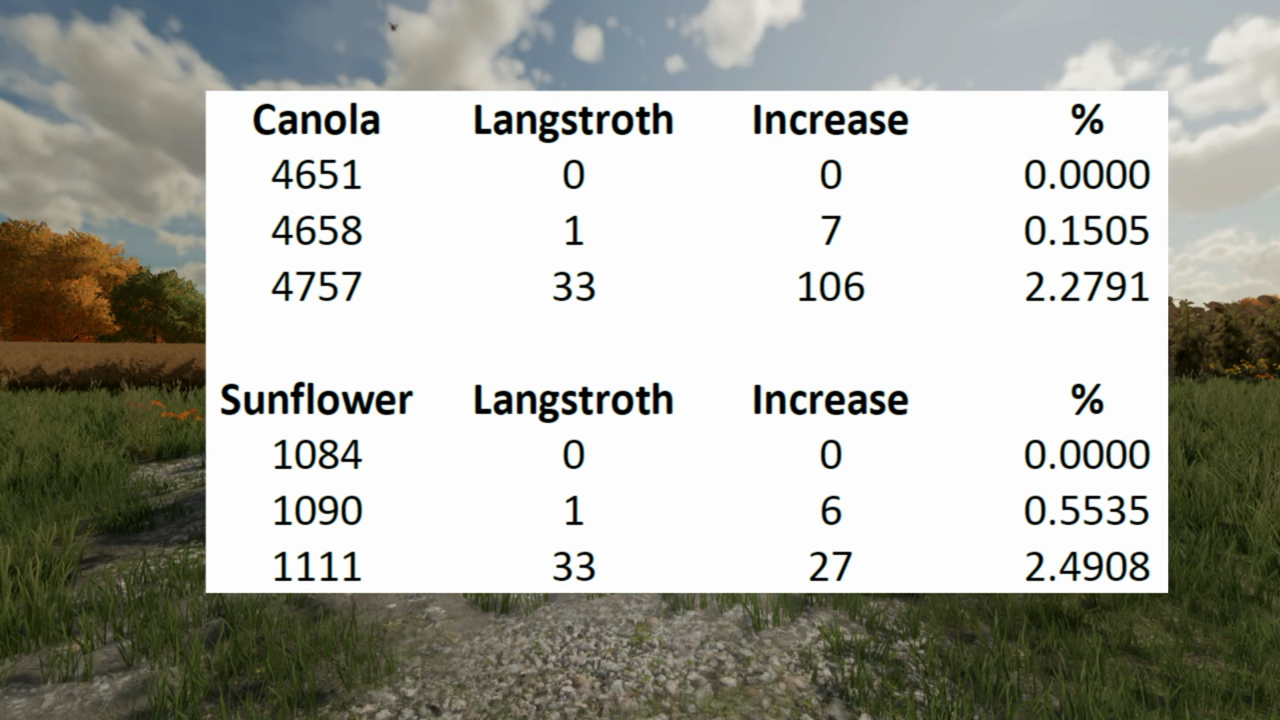 Canola Langstroth Increase %
4651 0 0 0.0000
4658 1 7 0.1505
4757 33 106 2.2791
Sunflower Langstroth Increase %
1084 0 0 0.0000
1090 1 6 0.5535
1111 33 27 2.4908